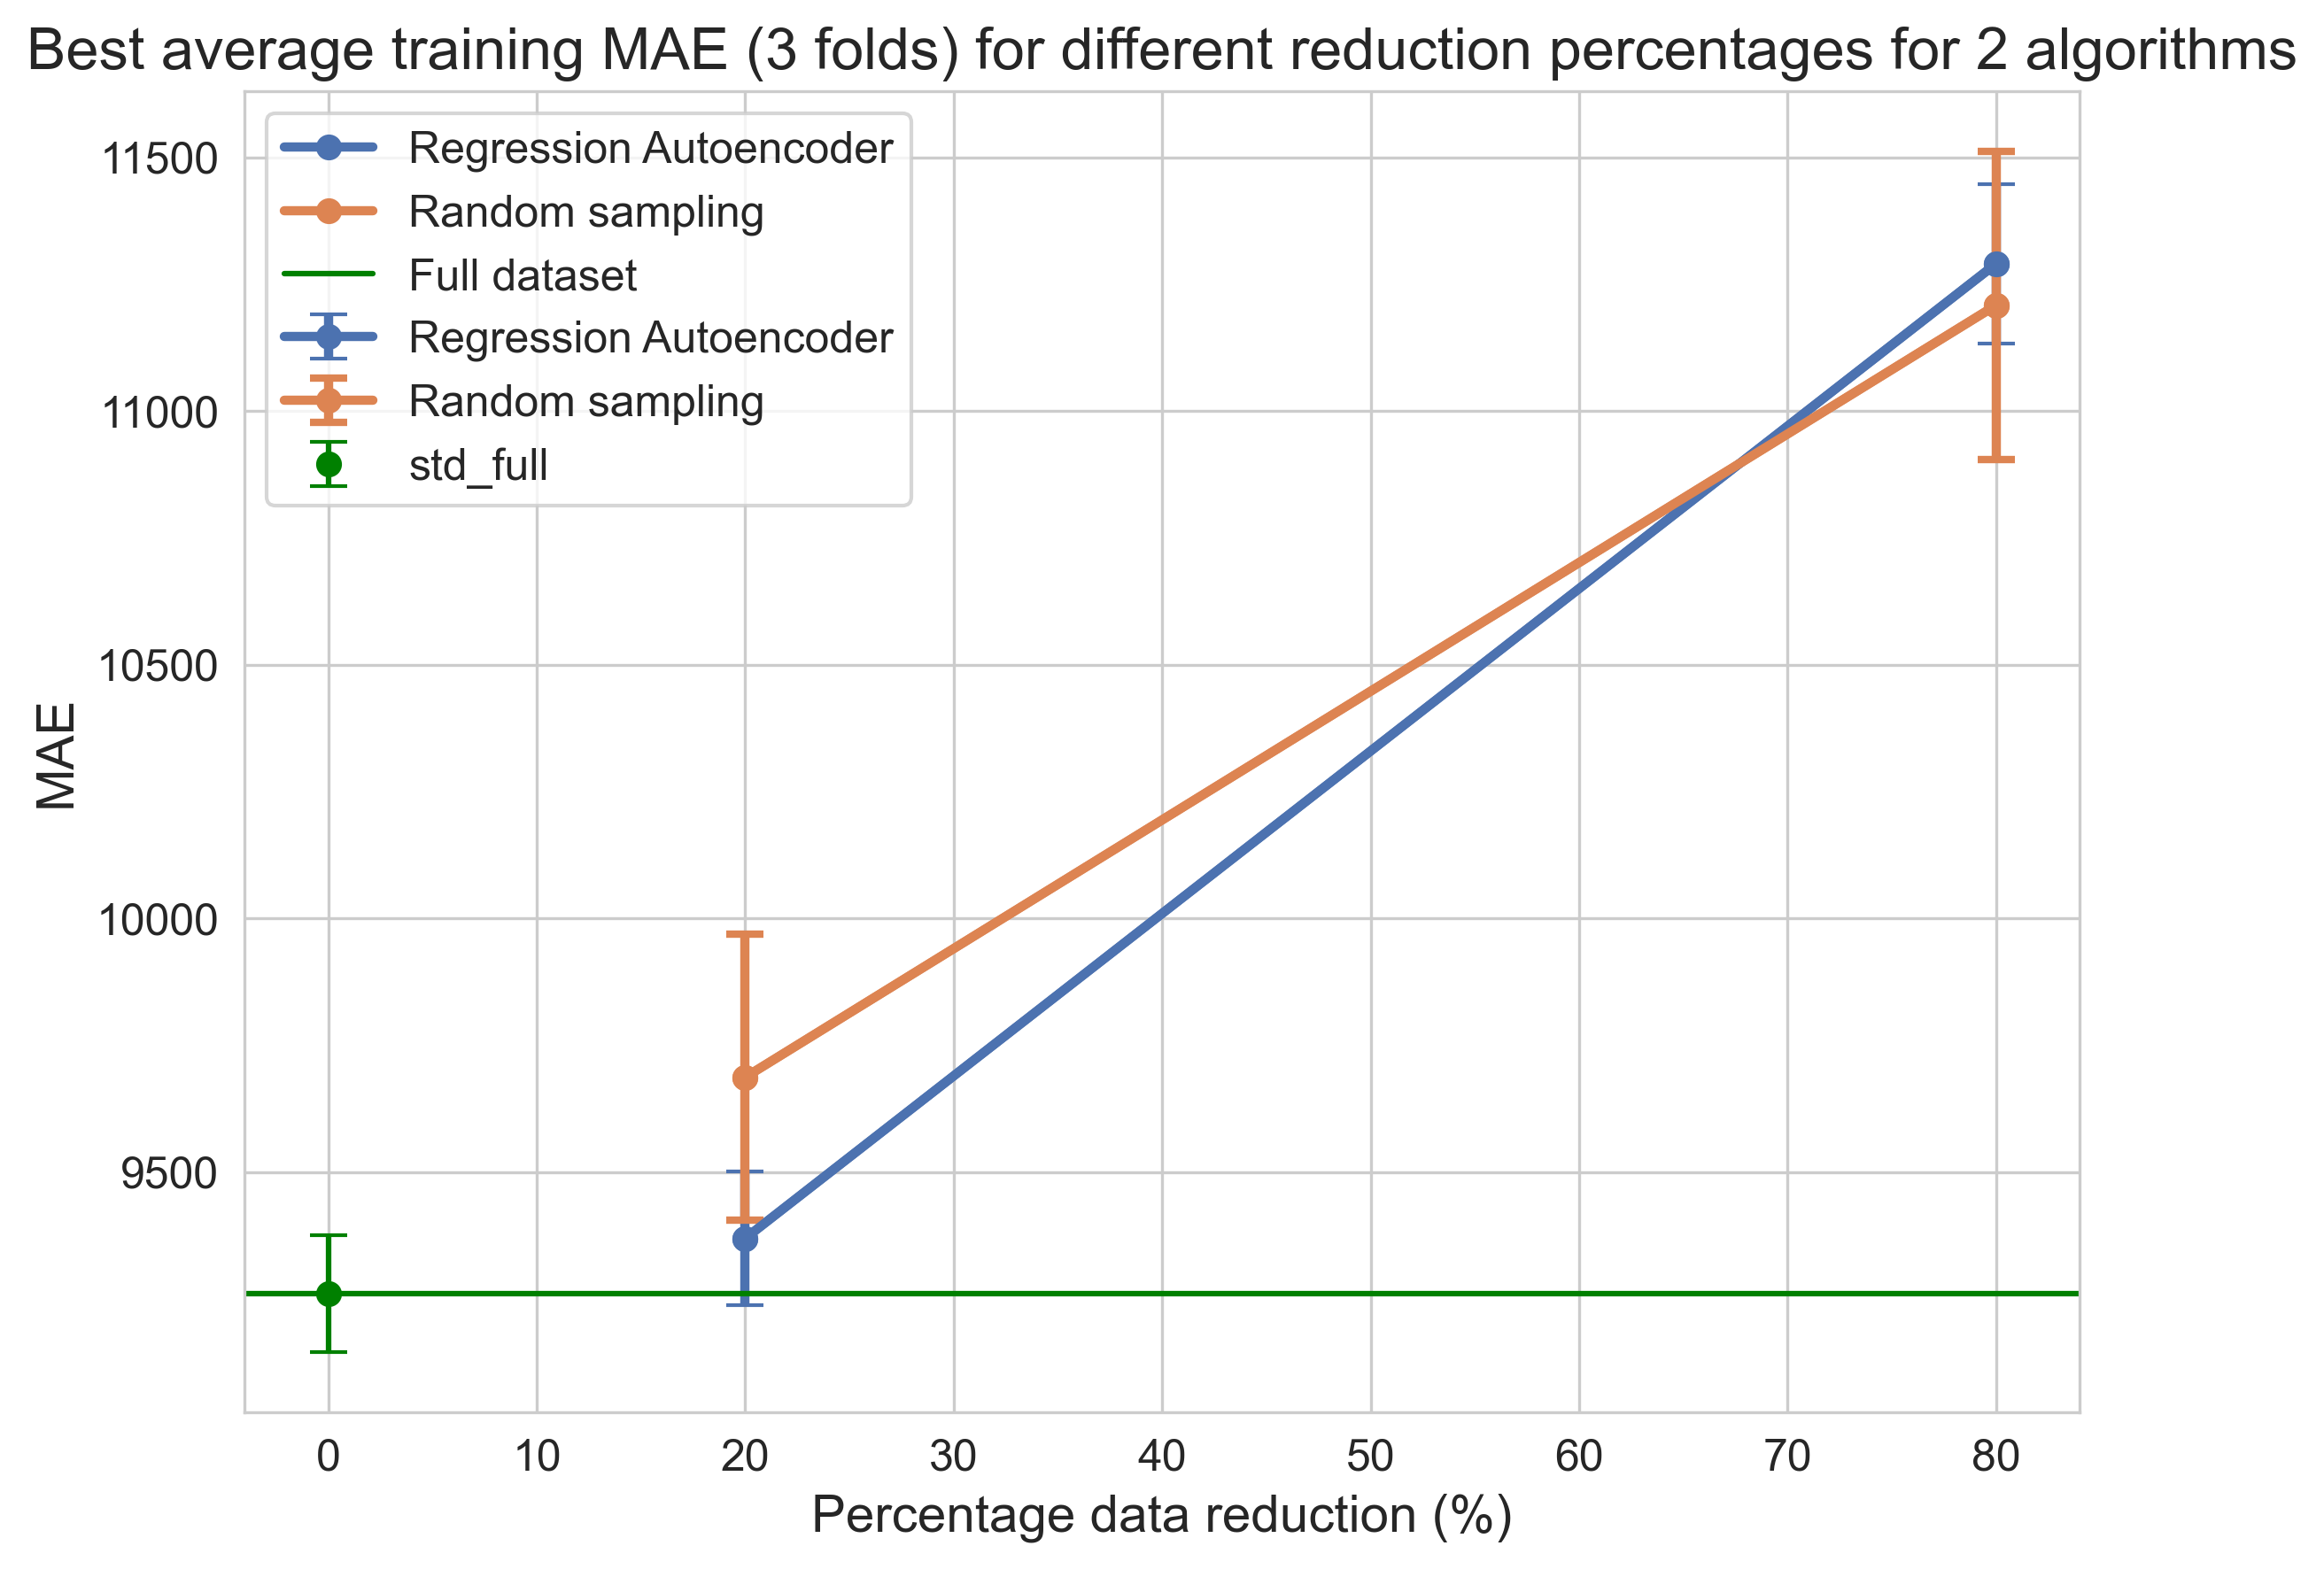 Best average training MAE (3 folds) for different reduction percentages for 2 algorithms
Regression Autoencoder
Random sampling
Full dataset
Regression Autoencoder
Random sampling
std_full
MAE
11500
11000
10500
10000
9500
0 10 20 30 40 50 60 70 80
Percentage data reduction (%)